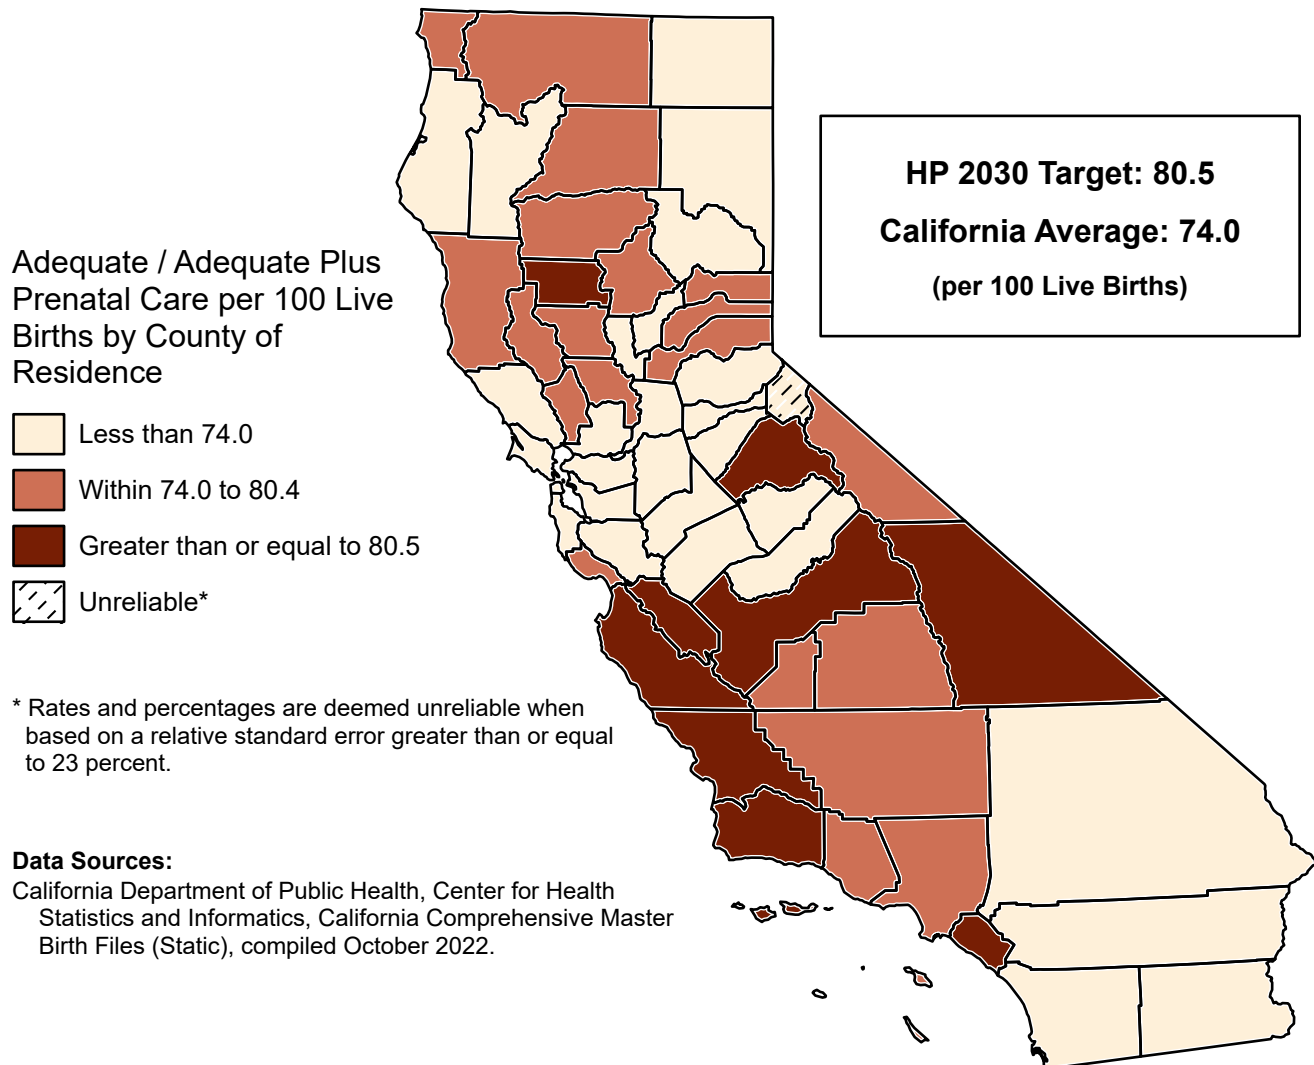 HP 2030 Target: 80.5
California Average: 74.0
(per 100 Live Births)
Adequate / Adequate Plus
Prenatal Care per 100 Live
Births by County of
Residence
Less than 74.0
Within 74.0 to 80.4
Greater than or equal to 80.5
Unreliable*
* Rates and percentages are deemed unreliable when
based on a relative standard error greater than or equal
to 23 percent.
Data Sources:
California Department of Public Health, Center for Health
Statistics and Informatics, California Comprehensive Master
Birth Files (Static), compiled October 2022.